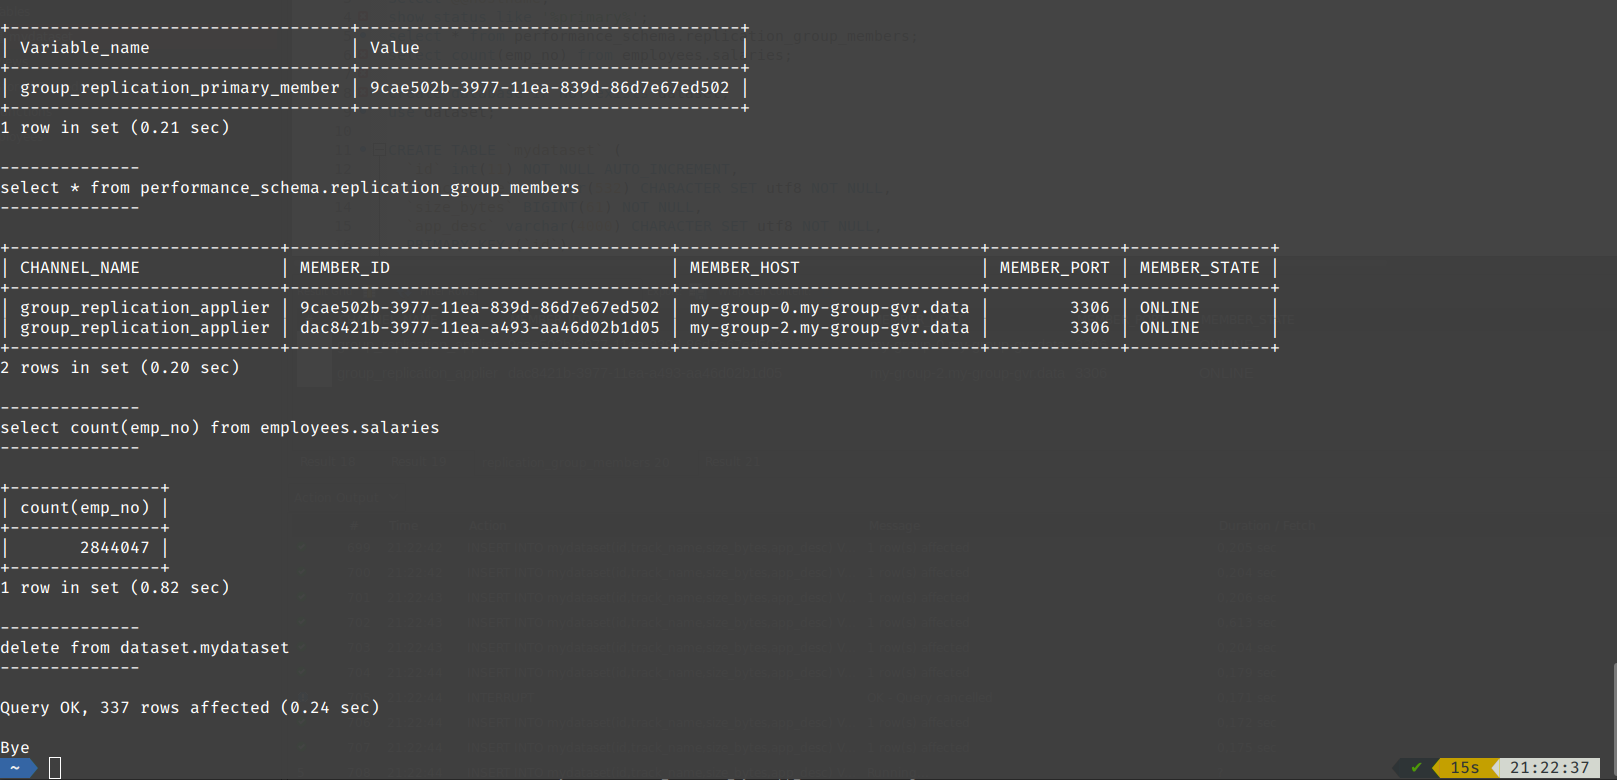 +-----------------------------------+--------------------------------------+
| Variable_name                    | Value                                |
+-----------------------------------+--------------------------------------+
| group_replication_primary_member | 9cae502b-3977-11ea-839d-86d7e67ed502 |
+-----------------------------------+--------------------------------------+
1 row in set (0.21 sec)
--------------
select * from performance_schema.replication_group_members
--------------
+---------------------------+--------------------------------------+------------------------------+-------------+--------------+
| CHANNEL_NAME              | MEMBER_ID                            | MEMBER_HOST                  | MEMBER_PORT | MEMBER_STATE |
+---------------------------+--------------------------------------+------------------------------+-------------+--------------+
| group_replication_applier | 9cae502b-3977-11ea-839d-86d7e67ed502 | my-group-0.my-group-gvr.data |        3306 | ONLINE       |
| group_replication_applier | dac8421b-3977-11ea-a493-aa46d02b1d05 | my-group-2.my-group-gvr.data |        3306 | ONLINE       |
+---------------------------+--------------------------------------+------------------------------+-------------+--------------+
2 rows in set (0.20 sec)
--------------
select count(emp_no) from employees.salaries
--------------
+---------------+
| count(emp_no) |
+---------------+
|       2844047 |
+---------------+
1 row in set (0.82 sec)
--------------
delete from dataset.mydataset
--------------
Query OK, 337 rows affected (0.24 sec)
Bye
~ ✔ 15s 21:22:37